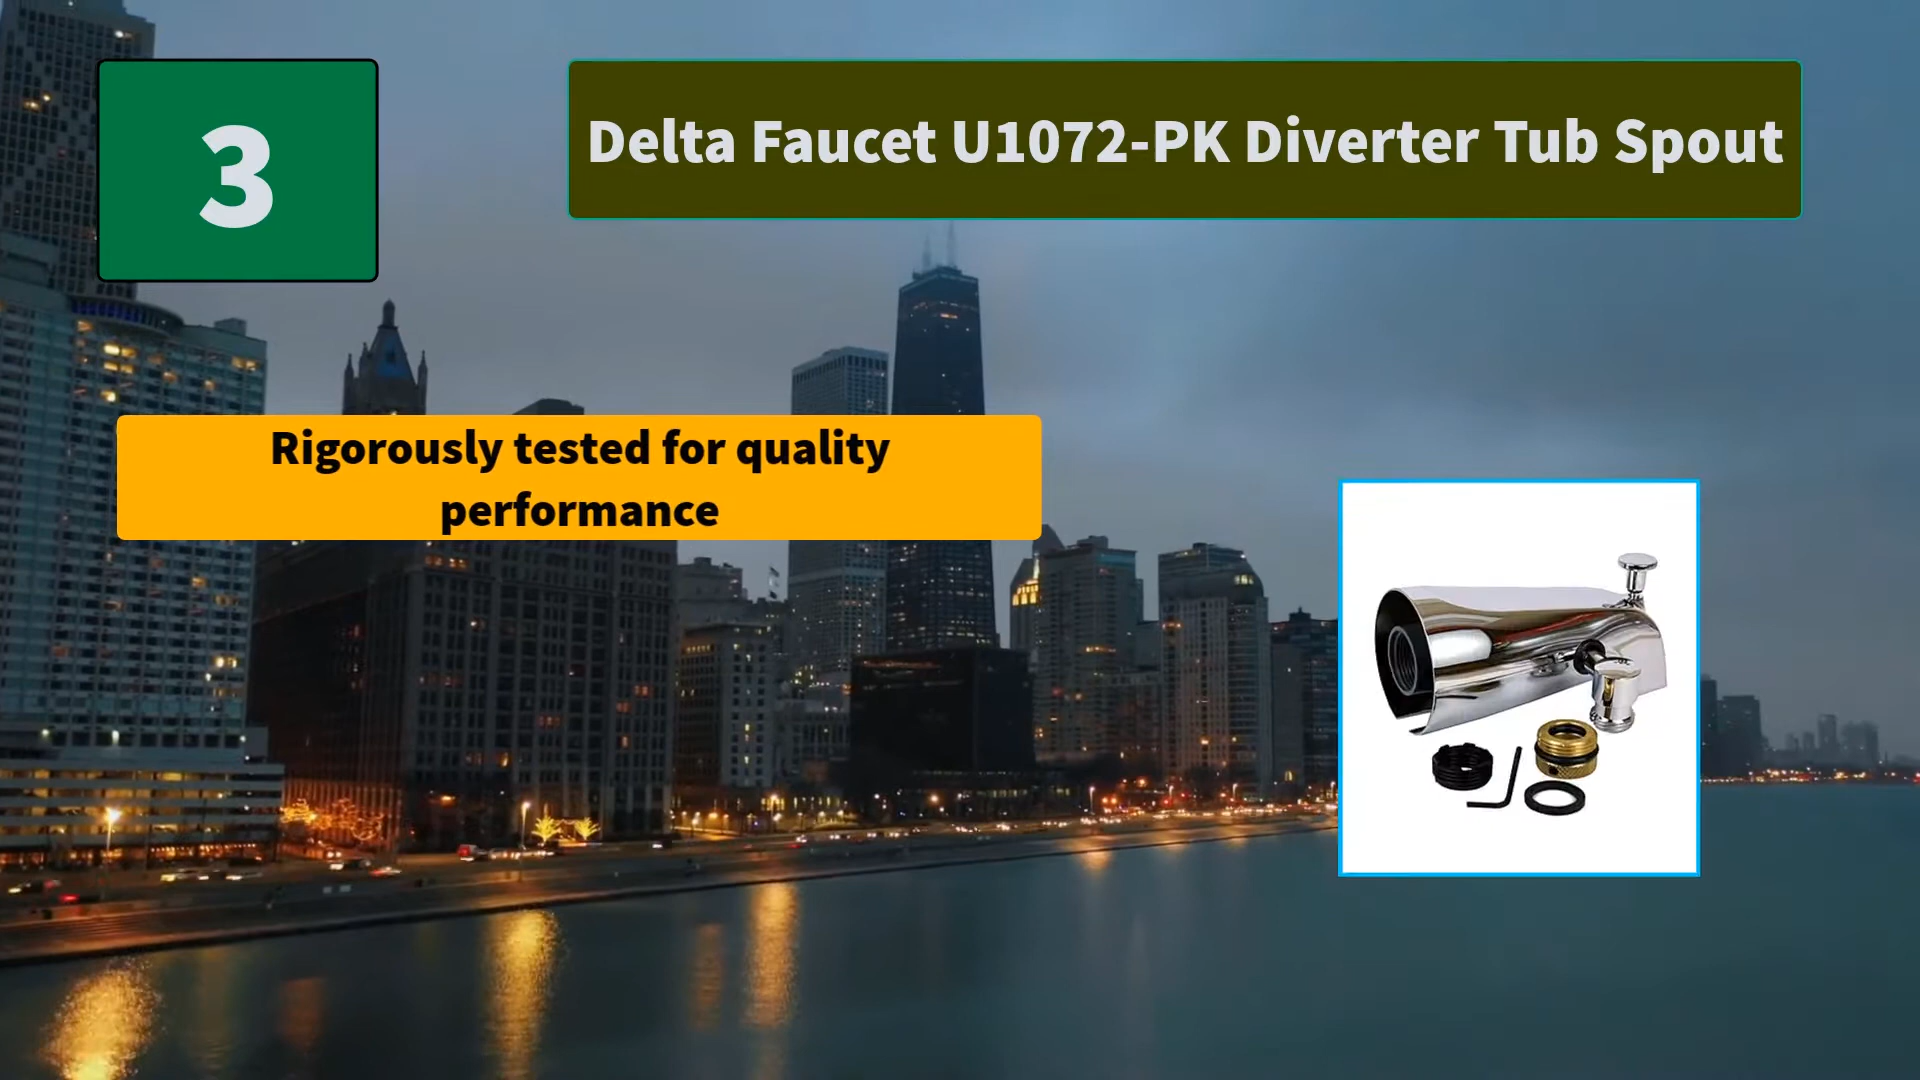 3
Delta Faucet U1072-PK Diverter Tub Spout
Rigorously tested for quality
performance